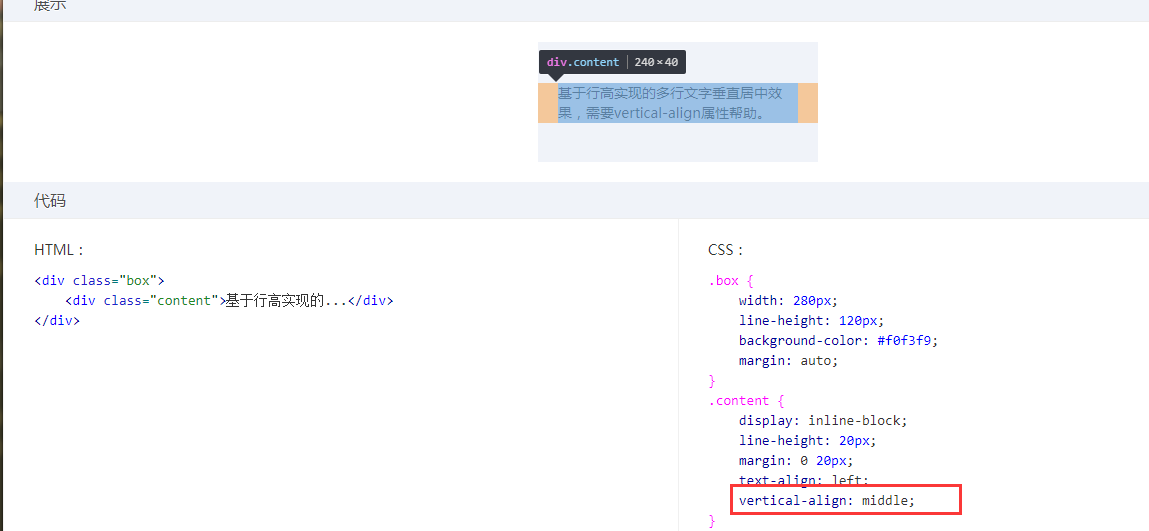 展示
div.content 240×40
基于行高实现的多行文字垂直居中效
果，需要vertical-align属性帮助。
代码
HTML：
<div class="box">
<div class="content">基于行高实现的...</div>
</div>
CSS：
.box {
width: 280px;
line-height: 120px;
background-color: #f0f3f9;
margin: auto;
}
.content {
display: inline-block;
line-height: 20px;
margin: 0 20px;
text-align: left;
vertical-align: middle;
}